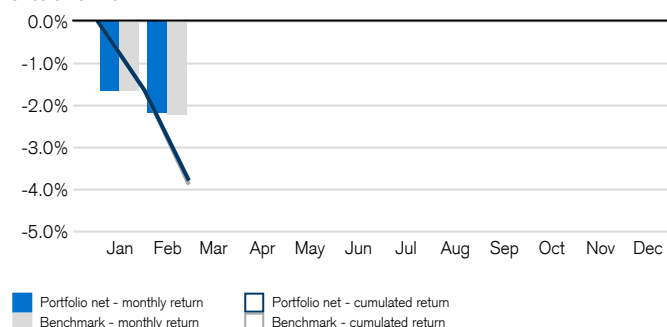 0.0%
-1.0%
-2.0%
-3.0%
-4.0%
-5.0%
Jan Feb Mar Apr May Jun Jul Aug Sep Oct Nov Dec
Portfolio net - monthly return Portfolio net - cumulated return
Benchmark - monthly return Benchmark - cumulated return